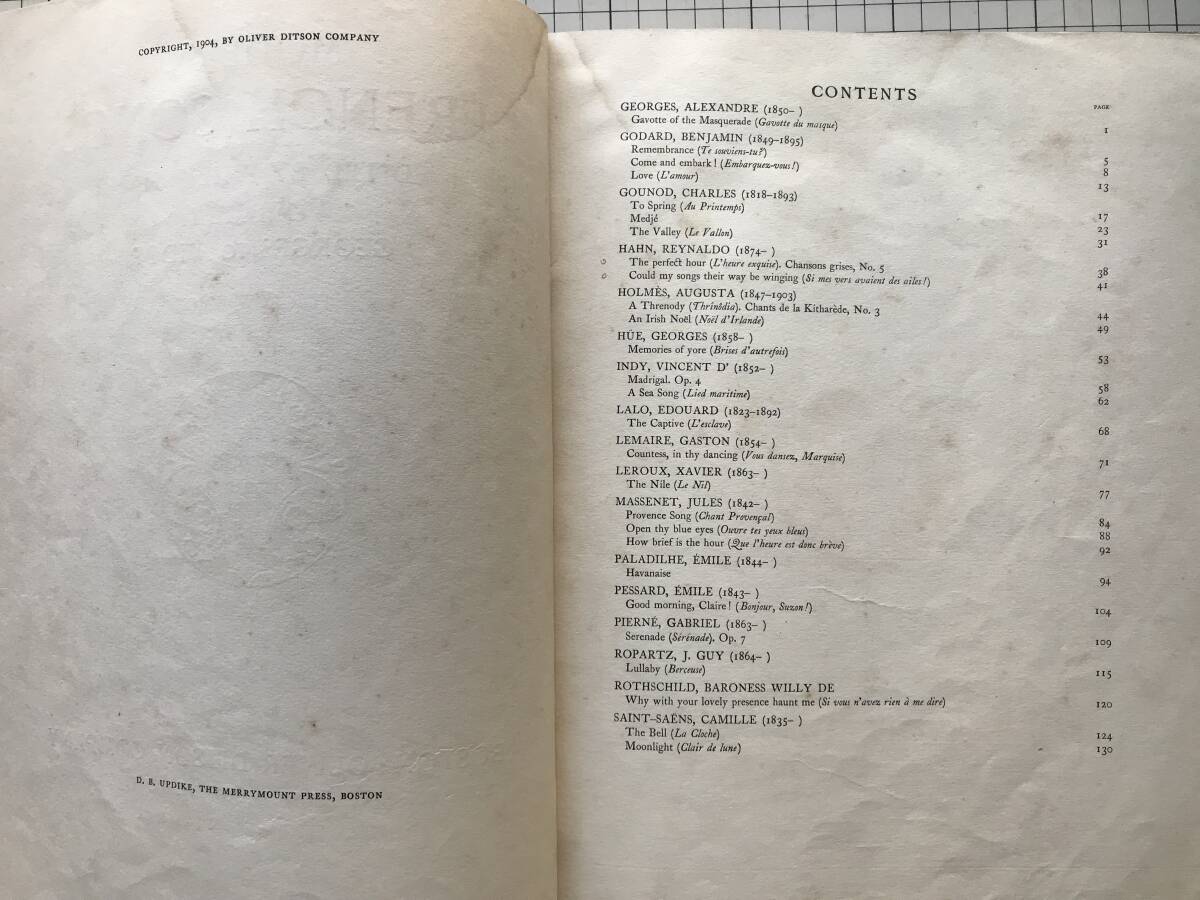 COPYRIGHT, 1904, BY OLIVER DITSON COMPANY
D. B. UPDIKE, THE MERRYMOUNT PRESS, BOSTON
CONTENTS
PAGE
GEORGES, ALEXANDRE (1850– )
Gavotte of the Masquerade (Gavotte du masque) 1
GODARD, BENJAMIN (1849–1895)
Remembrance (Te souviens-tu?) 5
Come and embark! (Embarquez-vous!) 8
Love (L'amour) 13
GOUNOD, CHARLES (1818–1893)
To Spring (Au Printemps) 17
Medjé 23
The Valley (Le Vallon) 31
HAHN, REYNALDO (1874– )
The perfect hour (L'heure exquise). Chansons grises, No. 5 38
Could my songs their way be winging (Si mes vers avaient des ailes!) 41
HOLMÈS, AUGUSTA (1847–1903)
A Threnody (Thrinôdia). Chants de la Kitharède, No. 3 44
An Irish Noël (Noël d'Irlande) 49
HÜE, GEORGES (1858– )
Memories of yore (Brises d'autrefois) 53
INDY, VINCENT D' (1852– )
Madrigal. Op. 4 58
A Sea Song (Lied maritime) 62
LALO, EDOUARD (1823–1892)
The Captive (L'esclave) 68
LEMAIRE, GASTON (1854– )
Countess, in thy dancing (Vous dansez, Marquise) 71
LEROUX, XAVIER (1863– )
The Nile (Le Nil) 77
MASSENET, JULES (1842– )
Provence Song (Chant Provençal) 84
Open thy blue eyes (Ouvre tes yeux bleus) 88
How brief is the hour (Que l'heure est donc brève) 92
PALADILHE, ÉMILE (1844– )
Havanaise 94
PESSARD, ÉMILE (1843– )
Good morning, Claire! (Bonjour, Suzon!) 104
PIERNÉ, GABRIEL (1863– )
Serenade (Sérénade). Op. 7 109
ROPARTZ, J. GUY (1864– )
Lullaby (Berceuse) 115
ROTHSCHILD, BARONESS WILLY DE
Why with your lovely presence haunt me (Si vous n'avez rien à me dire) 120
SAINT–SAËNS, CAMILLE (1835– )
The Bell (La Cloche) 124
Moonlight (Clair de lune) 130